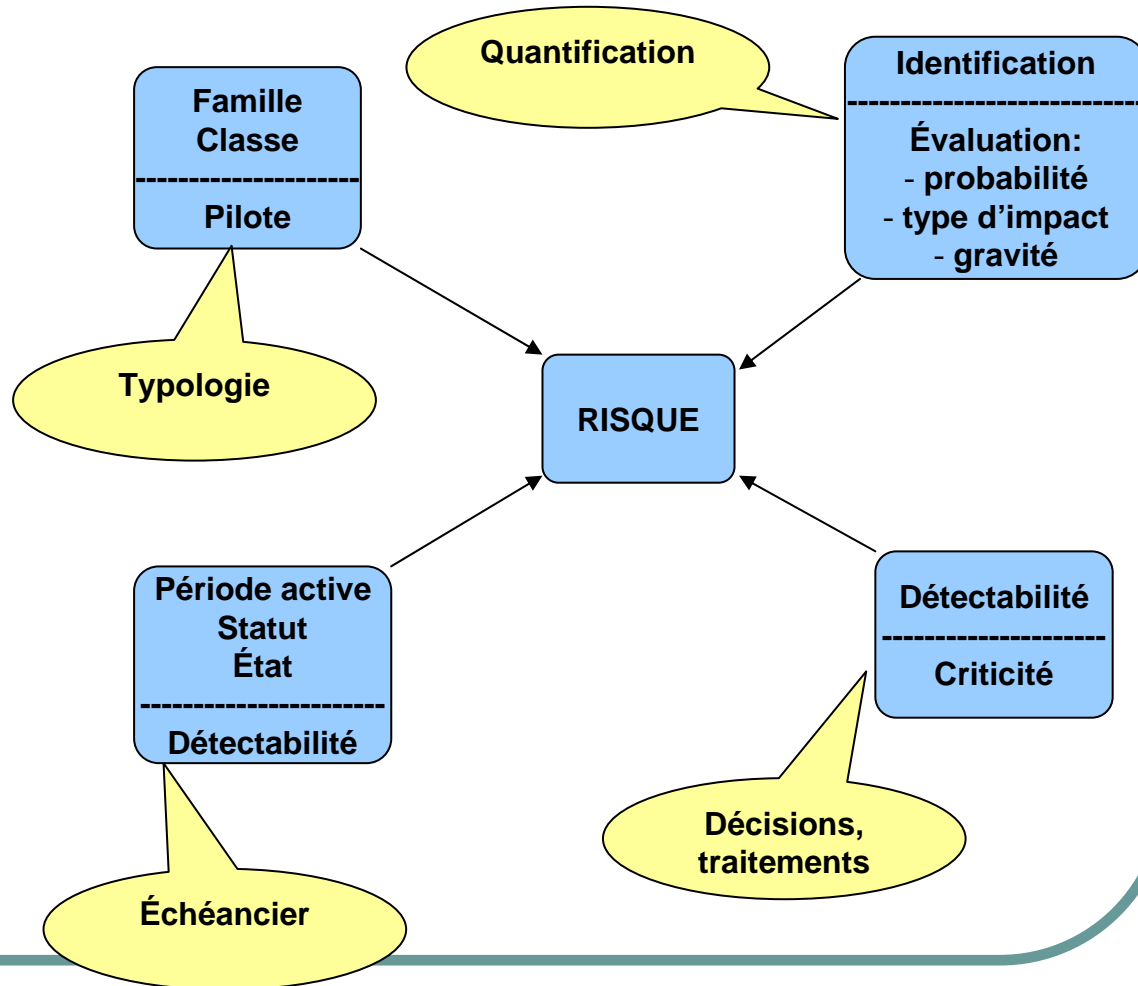 Quantification
Identification
Évaluation:
- probabilité
- type d’impact
- gravité
Famille
Classe
Pilote
Typologie
RISQUE
Période active
Statut
État
Détectabilité
Échéancier
Détectabilité
Criticité
Décisions,
traitements